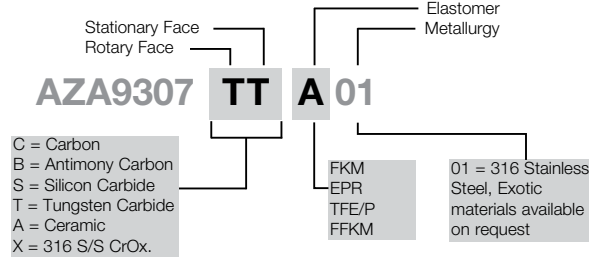 Elastomer
Stationary Face
Metallurgy
Rotary Face
AZA9307 TT A 01
C = Carbon
B = Antimony Carbon
S = Silicon Carbide
T = Tungsten Carbide
A = Ceramic
X = 316 S/S CrOx.
FKM
EPR
TFE/P
FFKM
01 = 316 Stainless
Steel, Exotic
materials available
on request